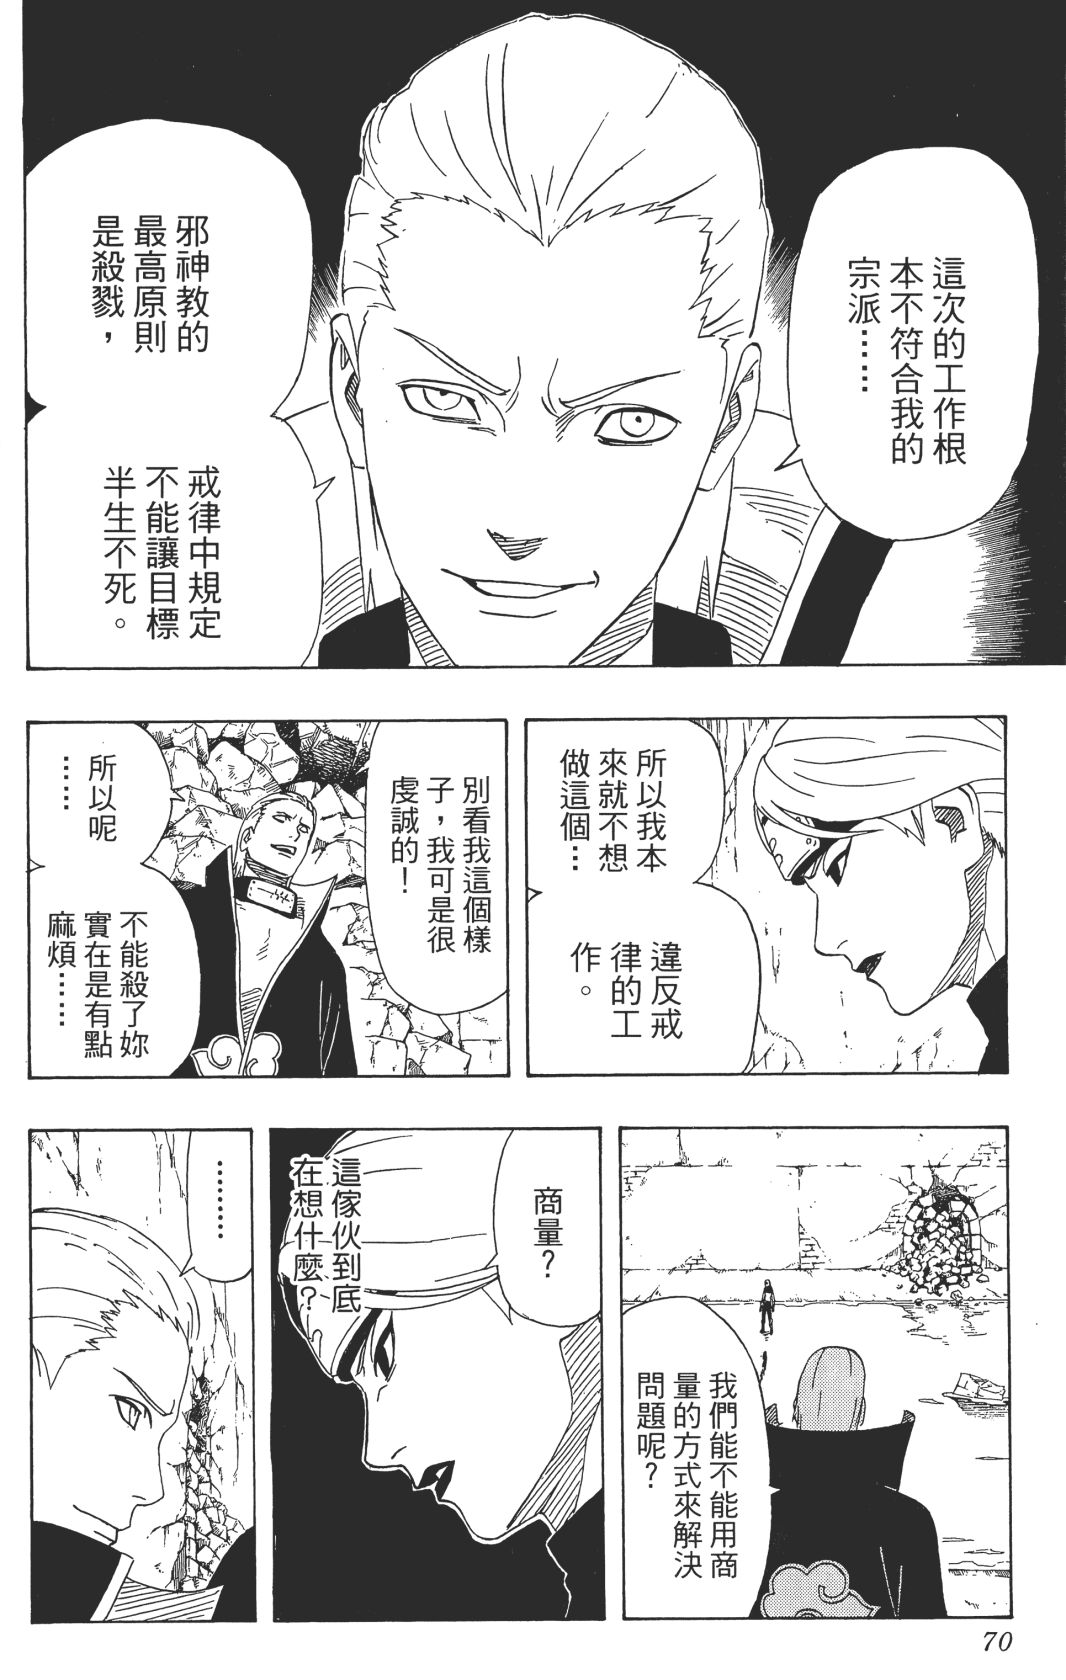 這次的工作根
本不符合我的
宗派……
邪神教的
最高原則
是殺戮，
戒律中規定
不能讓目標
半生不死。
所以我本
來就不想
做這個…
違反戒
律的工
作。
別看我這個樣
子，我可是很
虔誠的！
所以呢
……
不能殺了妳
實在是有點
麻煩……
我們能不能用商
量的方式來解決
問題呢？
商量？
這傢伙到底
在想什麼？
………
70